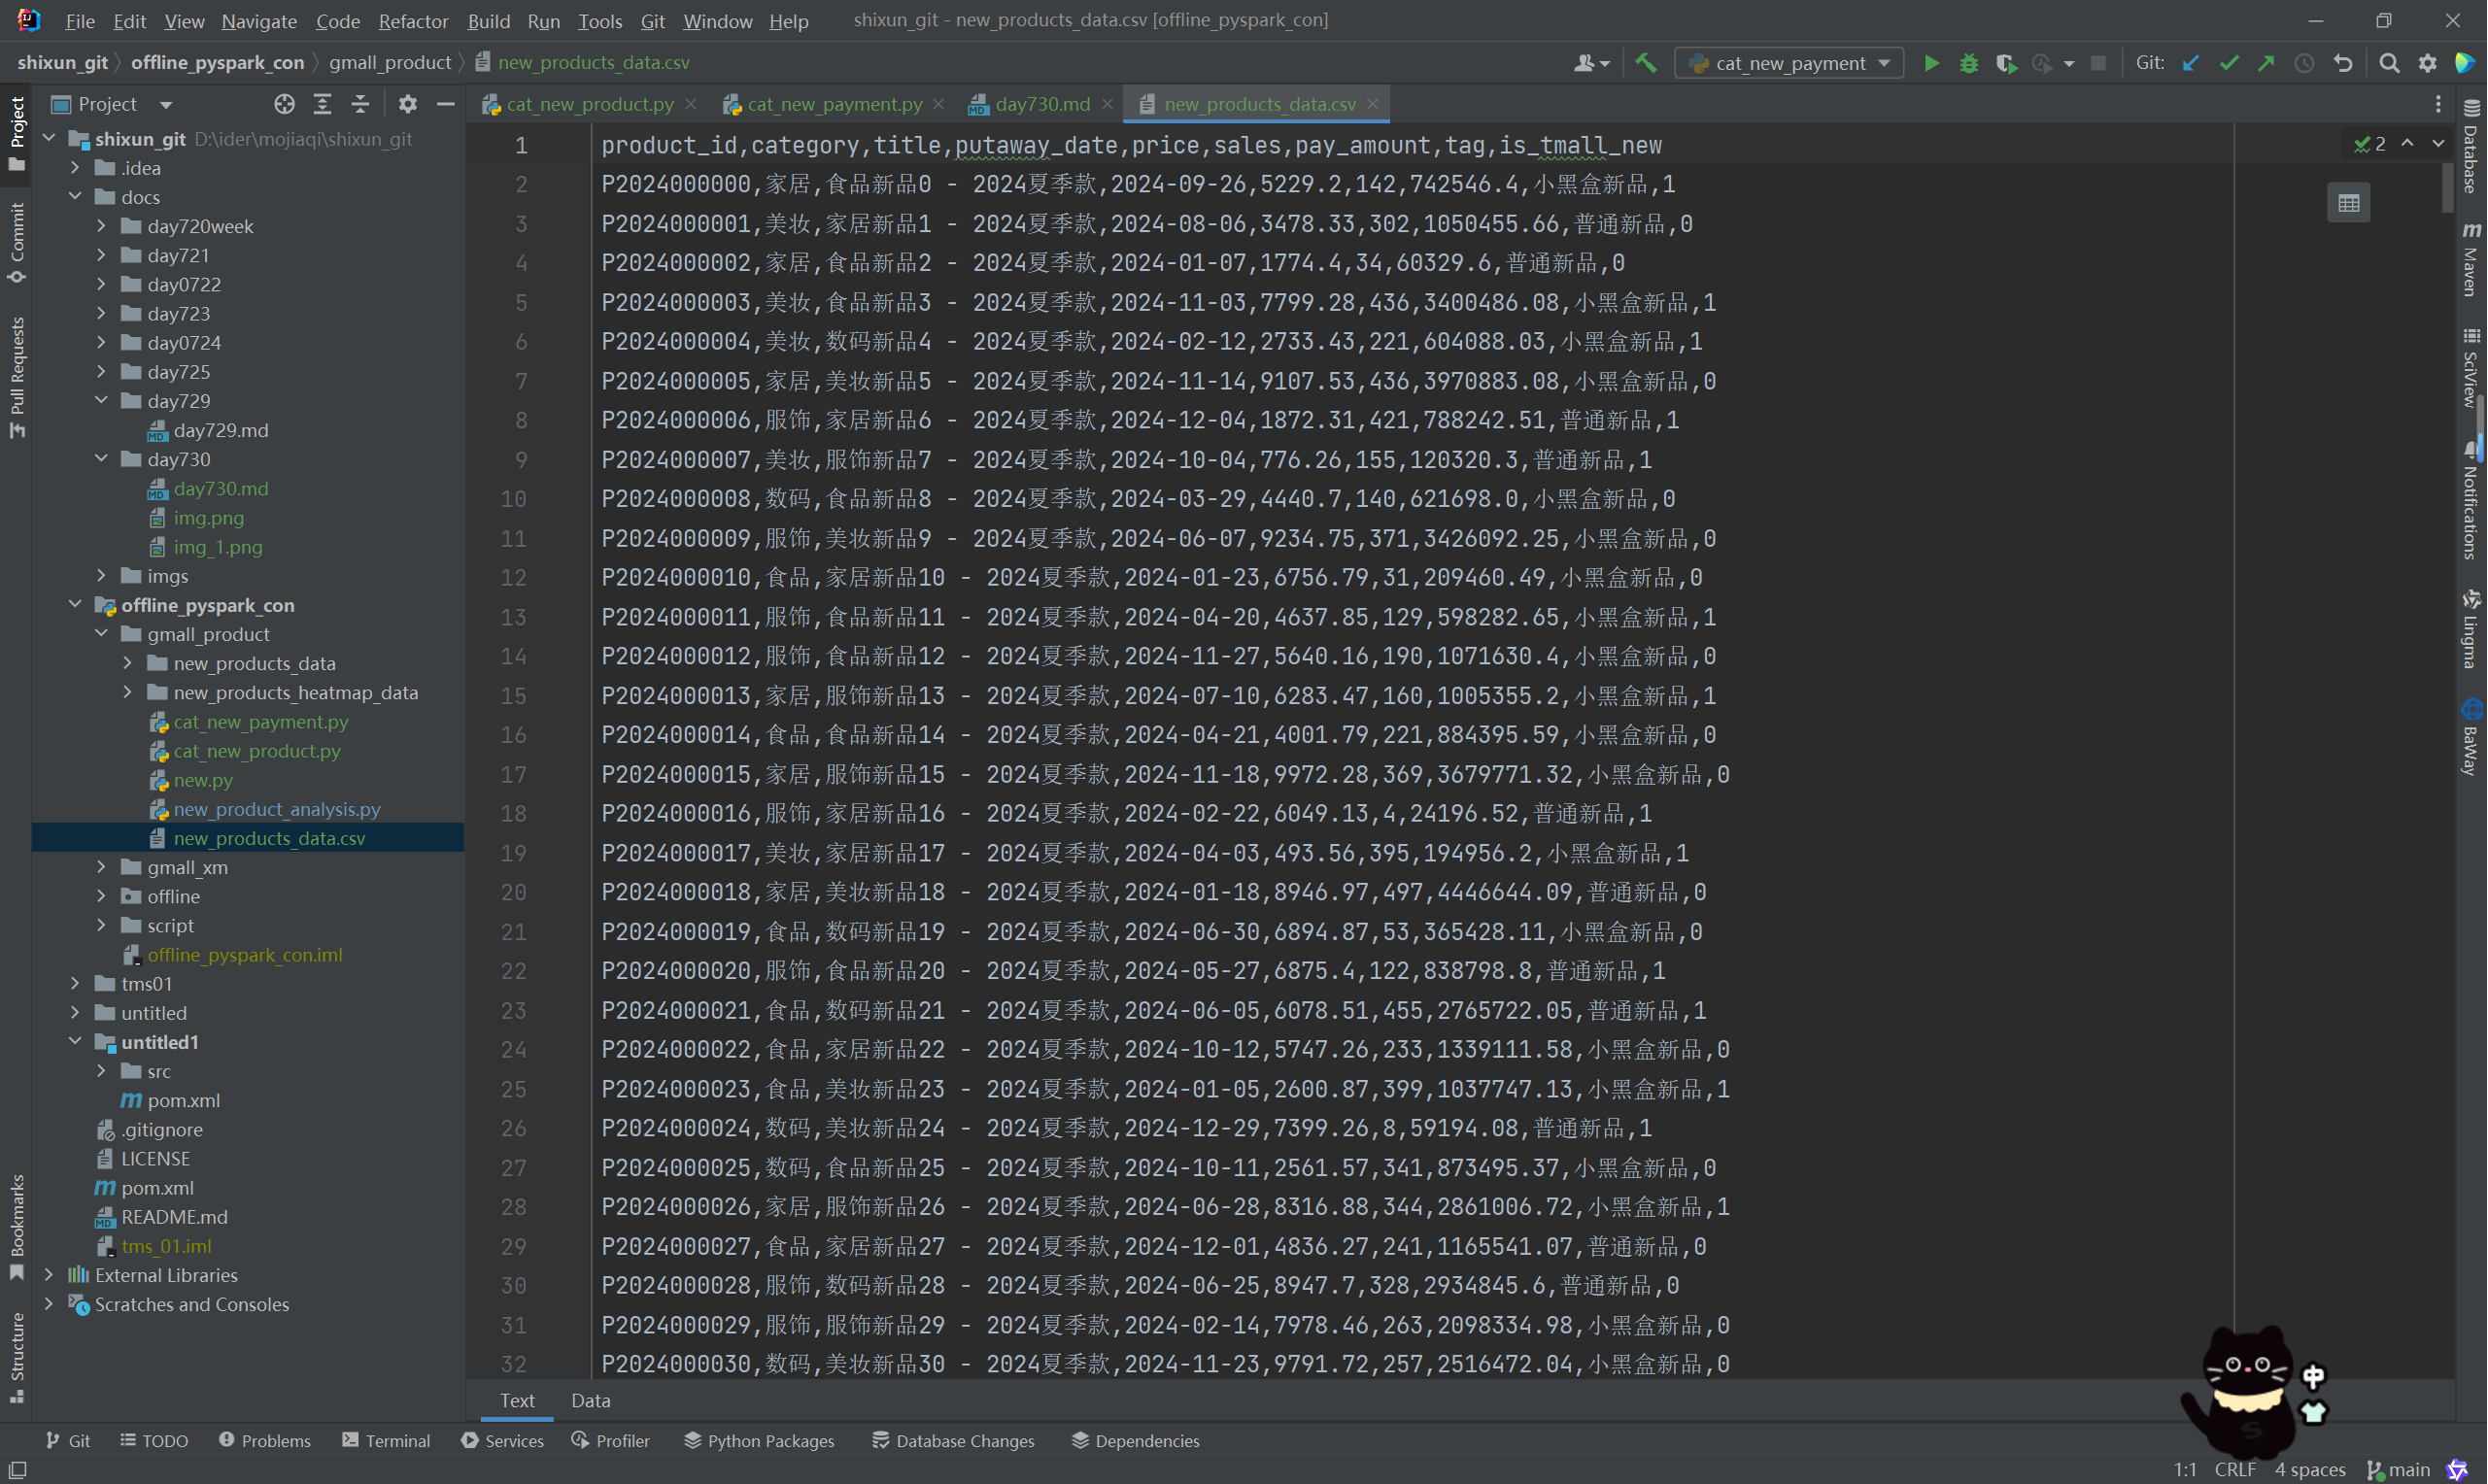 File Edit View Navigate Code Refactor Build Run Tools Git Window Help shixun_git - new_products_data.csv [offline_pyspark_con]
shixun_git offline_pyspark_con gmall_product new_products_data.csv cat_new_payment Git:
Project cat_new_product.py cat_new_payment.py day730.md new_products_data.csv
Project
Commit
Pull Requests
Bookmarks
Structure
shixun_git D:\ider\mojiaqi\shixun_git
.idea
docs
day720week
day721
day0722
day723
day0724
day725
day729
day729.md
day730
day730.md
img.png
img_1.png
imgs
offline_pyspark_con
gmall_product
new_products_data
new_products_heatmap_data
cat_new_payment.py
cat_new_product.py
new.py
new_product_analysis.py
new_products_data.csv
gmall_xm
offline
script
offline_pyspark_con.iml
tms01
untitled
untitled1
src
pom.xml
.gitignore
LICENSE
pom.xml
README.md
tms_01.iml
External Libraries
Scratches and Consoles
1 product_id,category,title,putaway_date,price,sales,pay_amount,tag,is_tmall_new
2 P2024000000,家居,食品新品0 - 2024夏季款,2024-09-26,5229.2,142,742546.4,小黑盒新品,1
3 P2024000001,美妆,家居新品1 - 2024夏季款,2024-08-06,3478.33,302,1050455.66,普通新品,0
4 P2024000002,家居,食品新品2 - 2024夏季款,2024-01-07,1774.4,34,60329.6,普通新品,0
5 P2024000003,美妆,食品新品3 - 2024夏季款,2024-11-03,7799.28,436,3400486.08,小黑盒新品,1
6 P2024000004,美妆,数码新品4 - 2024夏季款,2024-02-12,2733.43,221,604088.03,小黑盒新品,1
7 P2024000005,家居,美妆新品5 - 2024夏季款,2024-11-14,9107.53,436,3970883.08,小黑盒新品,0
8 P2024000006,服饰,家居新品6 - 2024夏季款,2024-12-04,1872.31,421,788242.51,普通新品,1
9 P2024000007,美妆,服饰新品7 - 2024夏季款,2024-10-04,776.26,155,120320.3,普通新品,1
10 P2024000008,数码,食品新品8 - 2024夏季款,2024-03-29,4440.7,140,621698.0,小黑盒新品,0
11 P2024000009,服饰,美妆新品9 - 2024夏季款,2024-06-07,9234.75,371,3426092.25,小黑盒新品,0
12 P2024000010,食品,家居新品10 - 2024夏季款,2024-01-23,6756.79,31,209460.49,小黑盒新品,0
13 P2024000011,服饰,食品新品11 - 2024夏季款,2024-04-20,4637.85,129,598282.65,小黑盒新品,1
14 P2024000012,服饰,食品新品12 - 2024夏季款,2024-11-27,5640.16,190,1071630.4,小黑盒新品,0
15 P2024000013,家居,服饰新品13 - 2024夏季款,2024-07-10,6283.47,160,1005355.2,小黑盒新品,1
16 P2024000014,食品,食品新品14 - 2024夏季款,2024-04-21,4001.79,221,884395.59,小黑盒新品,0
17 P2024000015,家居,服饰新品15 - 2024夏季款,2024-11-18,9972.28,369,3679771.32,小黑盒新品,0
18 P2024000016,服饰,家居新品16 - 2024夏季款,2024-02-22,6049.13,4,24196.52,普通新品,1
19 P2024000017,美妆,家居新品17 - 2024夏季款,2024-04-03,493.56,395,194956.2,小黑盒新品,1
20 P2024000018,家居,美妆新品18 - 2024夏季款,2024-01-18,8946.97,497,4446644.09,普通新品,0
21 P2024000019,食品,数码新品19 - 2024夏季款,2024-06-30,6894.87,53,365428.11,小黑盒新品,0
22 P2024000020,服饰,食品新品20 - 2024夏季款,2024-05-27,6875.4,122,838798.8,普通新品,1
23 P2024000021,食品,数码新品21 - 2024夏季款,2024-06-05,6078.51,455,2765722.05,普通新品,1
24 P2024000022,食品,家居新品22 - 2024夏季款,2024-10-12,5747.26,233,1339111.58,小黑盒新品,0
25 P2024000023,食品,美妆新品23 - 2024夏季款,2024-01-05,2600.87,399,1037747.13,小黑盒新品,1
26 P2024000024,数码,美妆新品24 - 2024夏季款,2024-12-29,7399.26,8,59194.08,普通新品,1
27 P2024000025,数码,食品新品25 - 2024夏季款,2024-10-11,2561.57,341,873495.37,小黑盒新品,0
28 P2024000026,家居,服饰新品26 - 2024夏季款,2024-06-28,8316.88,344,2861006.72,小黑盒新品,1
29 P2024000027,食品,家居新品27 - 2024夏季款,2024-12-01,4836.27,241,1165541.07,普通新品,0
30 P2024000028,服饰,数码新品28 - 2024夏季款,2024-06-25,8947.7,328,2934845.6,普通新品,0
31 P2024000029,服饰,服饰新品29 - 2024夏季款,2024-02-14,7978.46,263,2098334.98,小黑盒新品,0
32 P2024000030,数码,美妆新品30 - 2024夏季款,2024-11-23,9791.72,257,2516472.04,小黑盒新品,0
2
Database
Maven
SciView
Notifications
Lingma
BaWay
中
Text Data
Git TODO Problems Terminal Services Profiler Python Packages Database Changes Dependencies
1:1 CRLF 4 spaces main